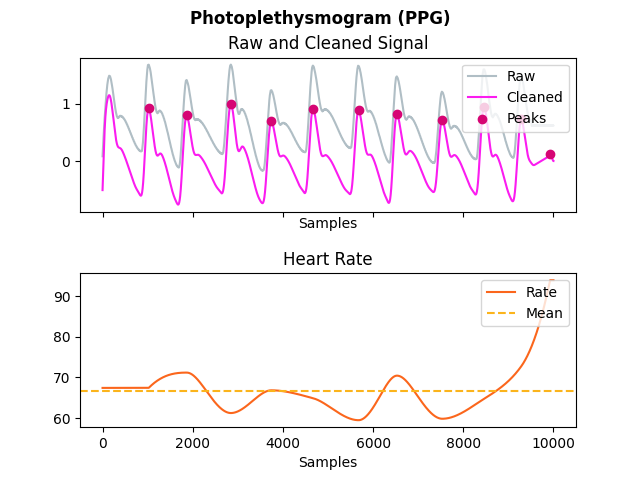 Photoplethysmogram (PPG)
Raw and Cleaned Signal
1
0
Raw
Cleaned
Peaks
Samples
Heart Rate
90
80
70
60
Rate
Mean
0 2000 4000 6000 8000 10000
Samples